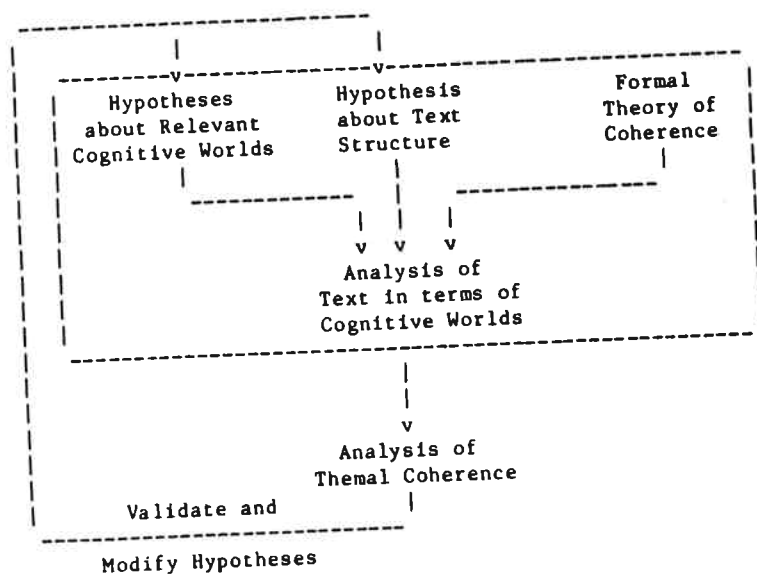 Hypotheses
about Relevant
Cognitive Worlds
Hypothesis
about Text
Structure
Formal
Theory of
Coherence
Analysis of
Text in terms of
Cognitive Worlds
Analysis of
Themal Coherence
Validate and
Modify Hypotheses